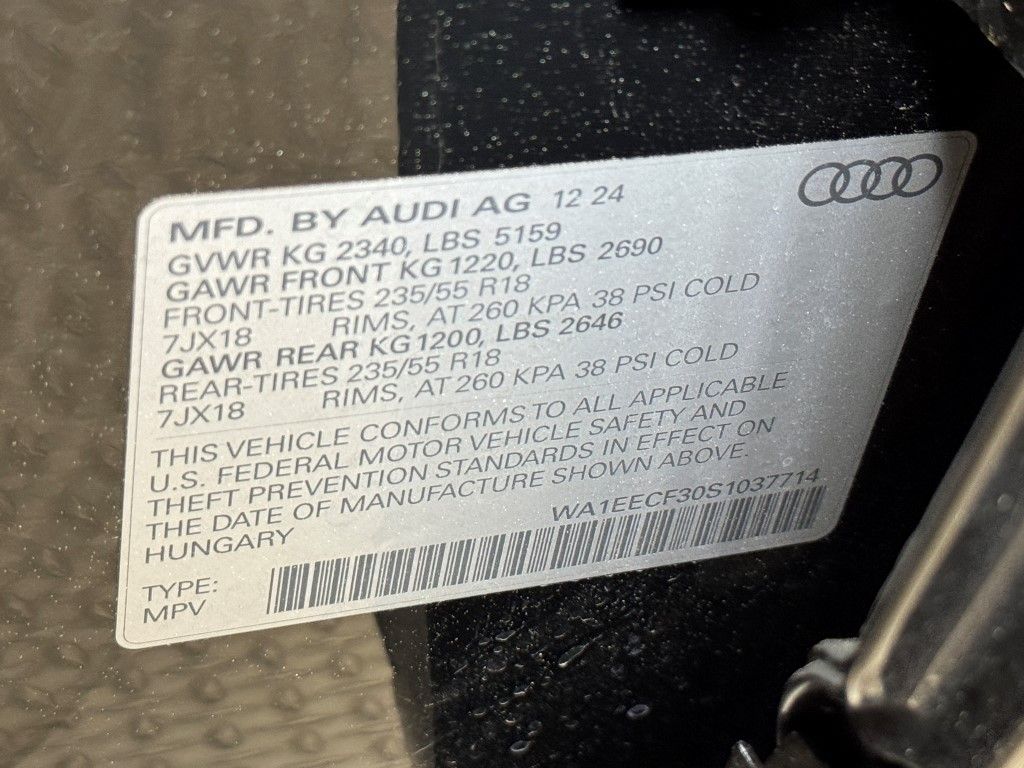 MFD. BY AUDI AG 12 24
GVWR KG 2340, LBS 5159
GAWR FRONT KG 1220, LBS 2690
FRONT-TIRES 235/55 R18
7JX18 RIMS, AT 260 KPA 38 PSI COLD
GAWR REAR KG 1200, LBS 2646
REAR-TIRES 235/55 R18
7JX18 RIMS, AT 260 KPA 38 PSI COLD
THIS VEHICLE CONFORMS TO ALL APPLICABLE
U.S. FEDERAL MOTOR VEHICLE SAFETY AND
THEFT PREVENTION STANDARDS IN EFFECT ON
THE DATE OF MANUFACTURE SHOWN ABOVE.
HUNGARY
WA1EECF30S1037714
TYPE:
MPV